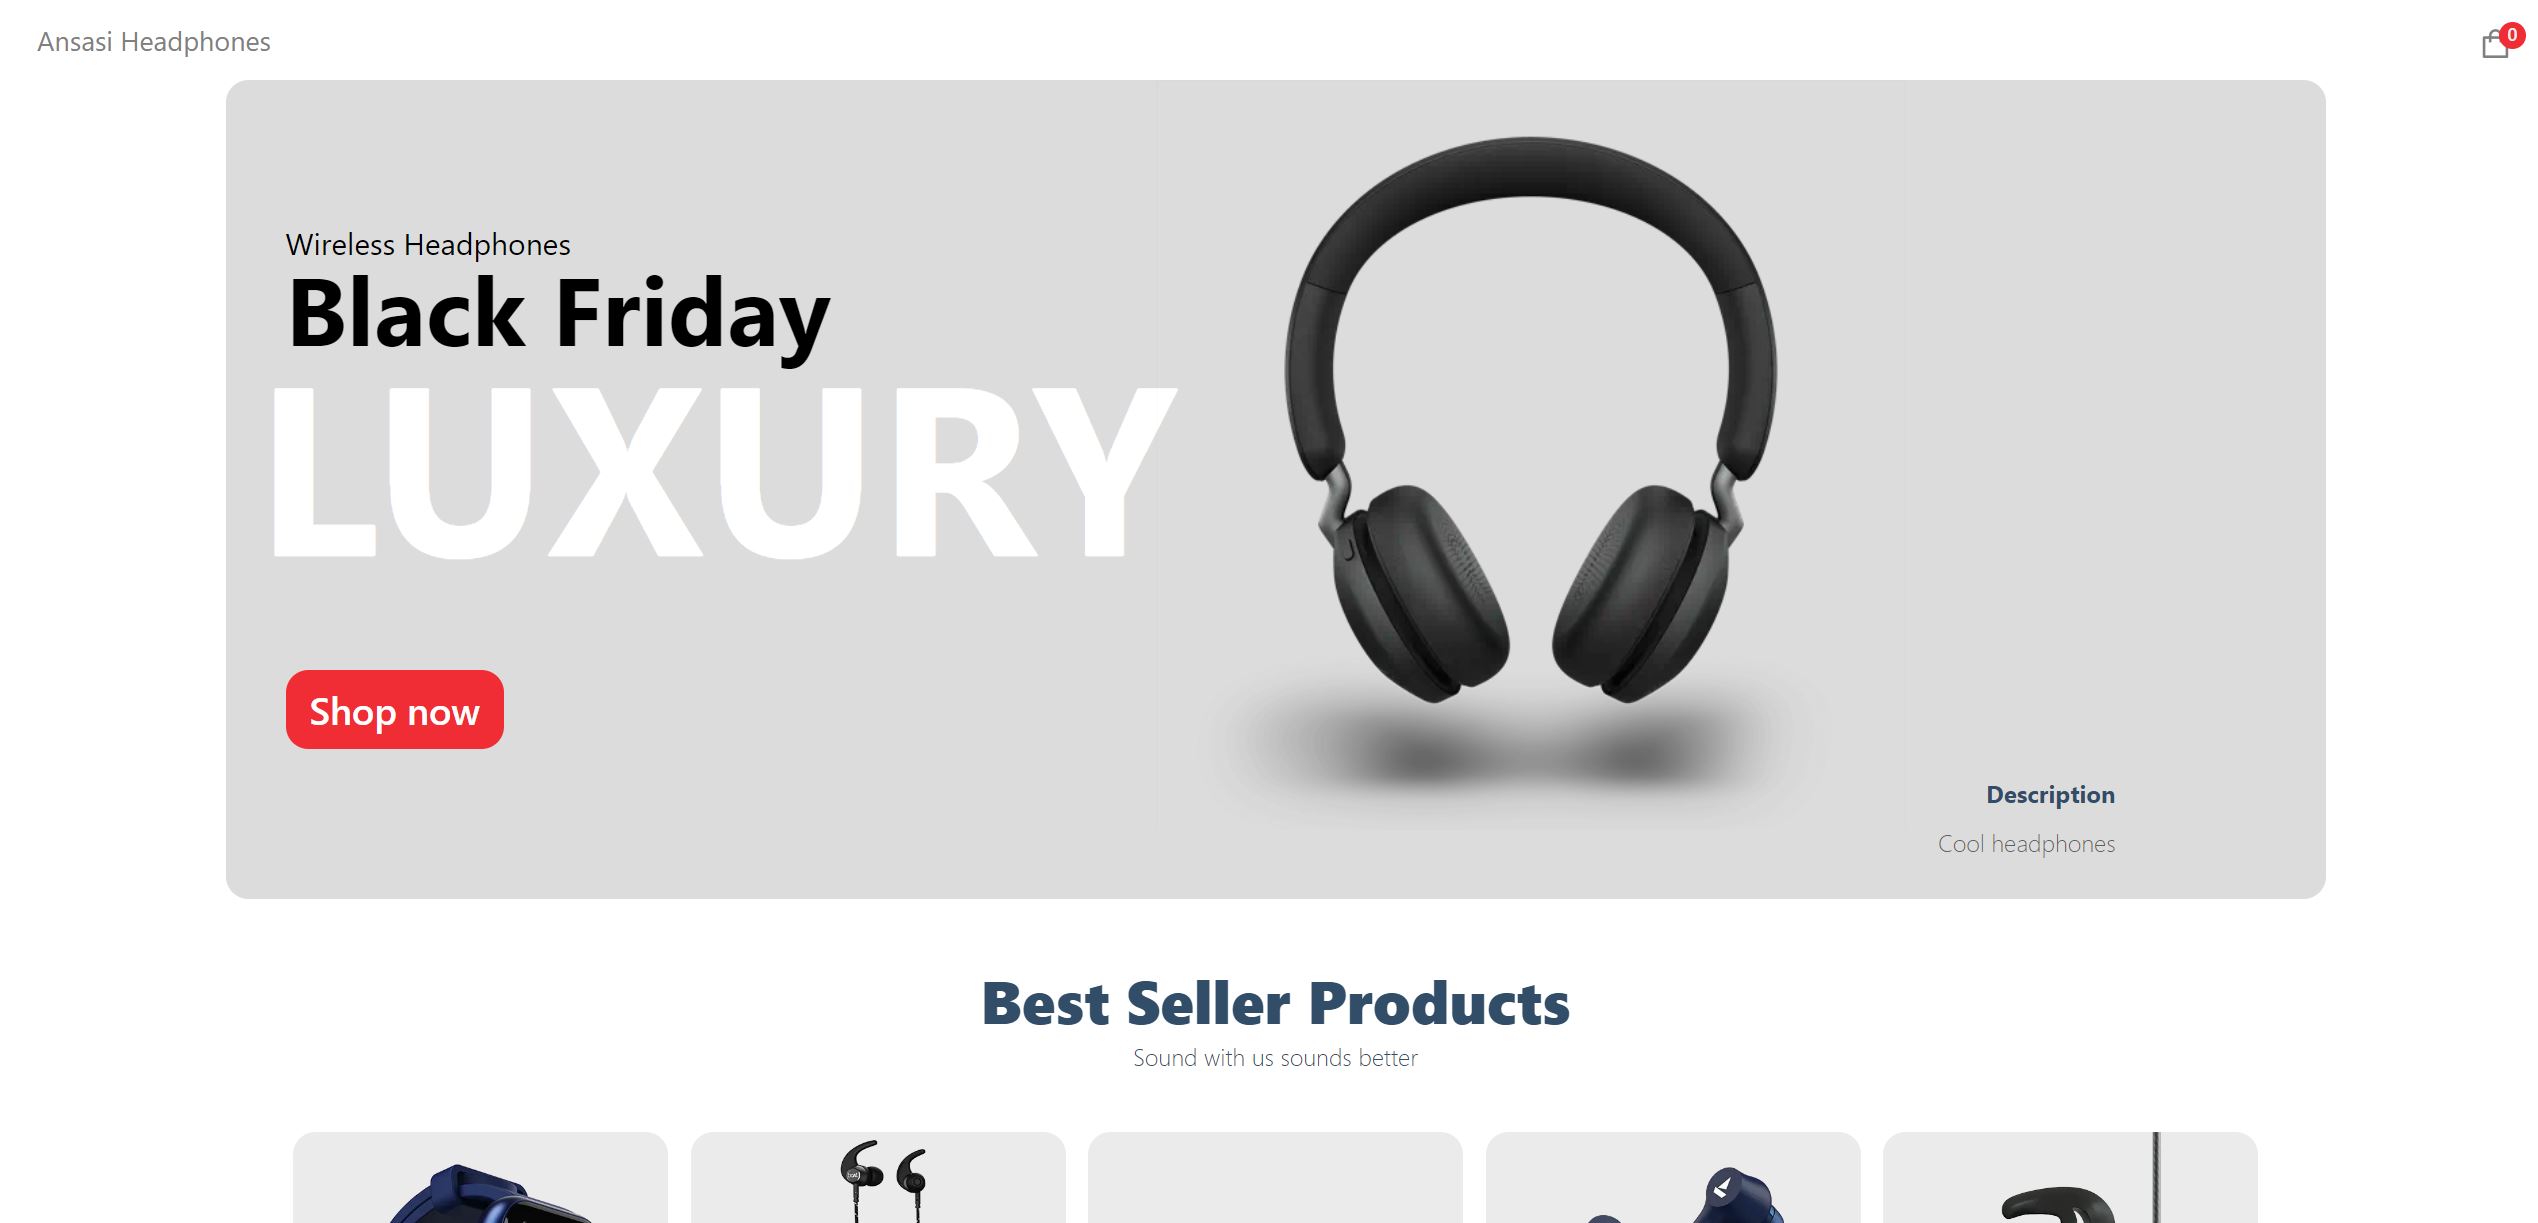 Ansasi Headphones
0
Wireless Headphones
Black Friday
LUXURY
Shop now
Description
Cool headphones
Best Seller Products
Sound with us sounds better